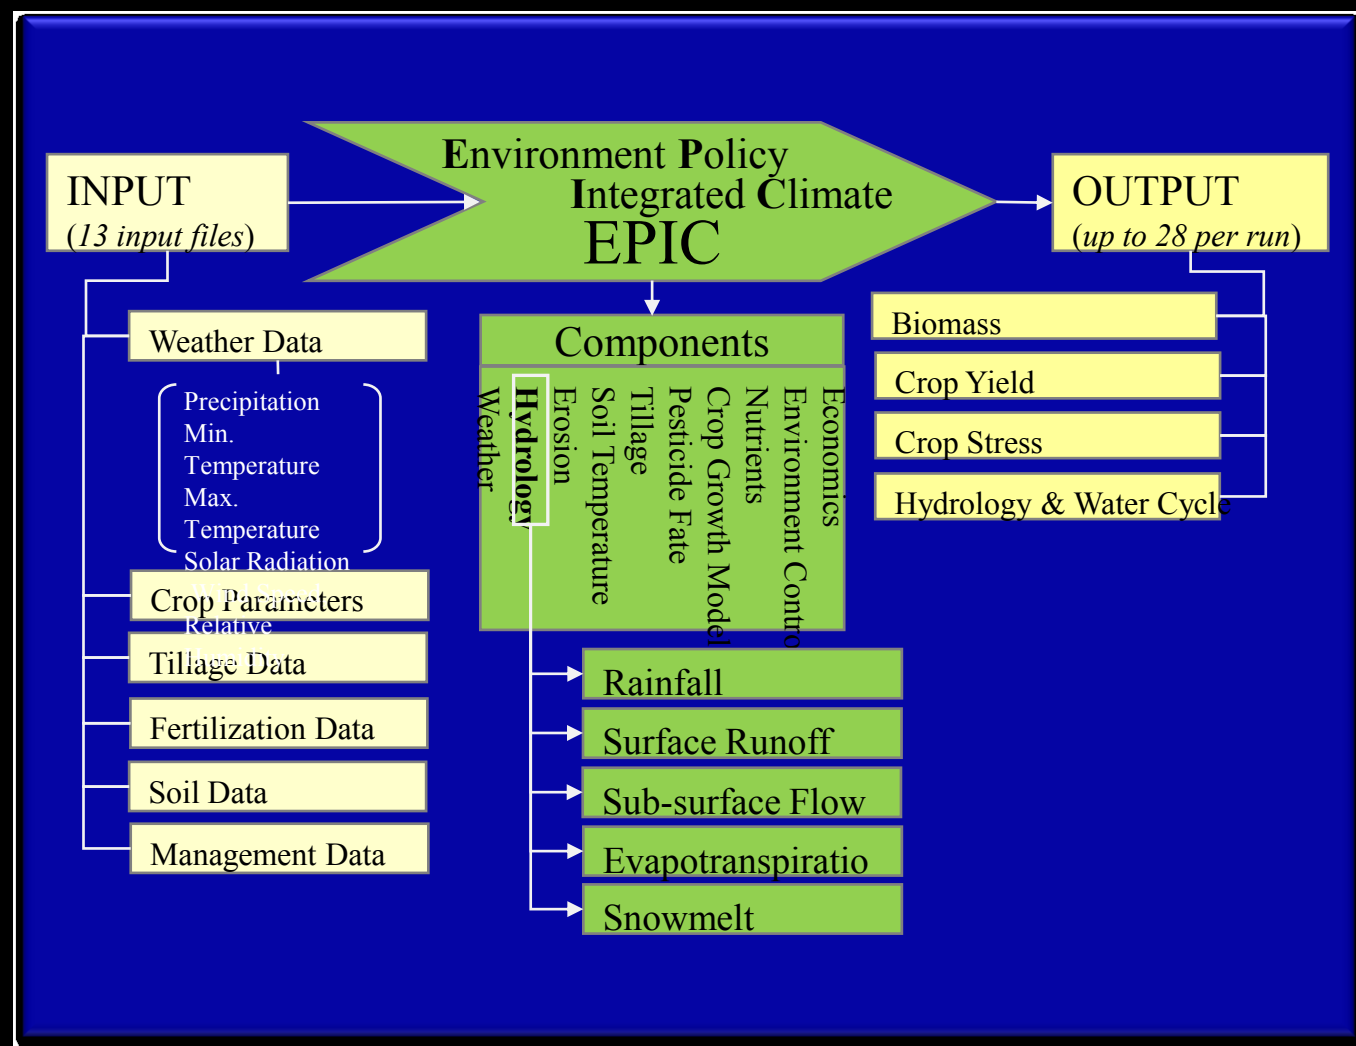 Environment Policy
Integrated Climate
EPIC
INPUT
(13 input files)
OUTPUT
(up to 28 per run)
Weather Data
Precipitation
Min.
Temperature
Max.
Temperature
Solar Radiation
Wind Speed
Relative
Crop Parameters
Tillage Data
Fertilization Data
Soil Data
Management Data
Components
Weather
Hydrology
Erosion
Soil Temperature
Tillage
Pesticide Fate
Crop Growth Model
Nutrients
Environment Contro
Economics
Rainfall
Surface Runoff
Sub-surface Flow
Evapotranspiratio
Snowmelt
Biomass
Crop Yield
Crop Stress
Hydrology & Water Cycle